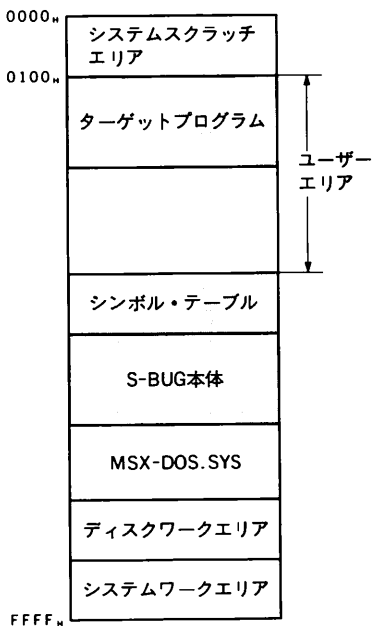 0000H
システムスクラッチ
エリア
0100H
ターゲットプログラム
ユーザー
エリア
シンボル・テーブル
S-BUG本体
MSX-DOS.SYS
ディスクワークエリア
システムワークエリア
FFFFH